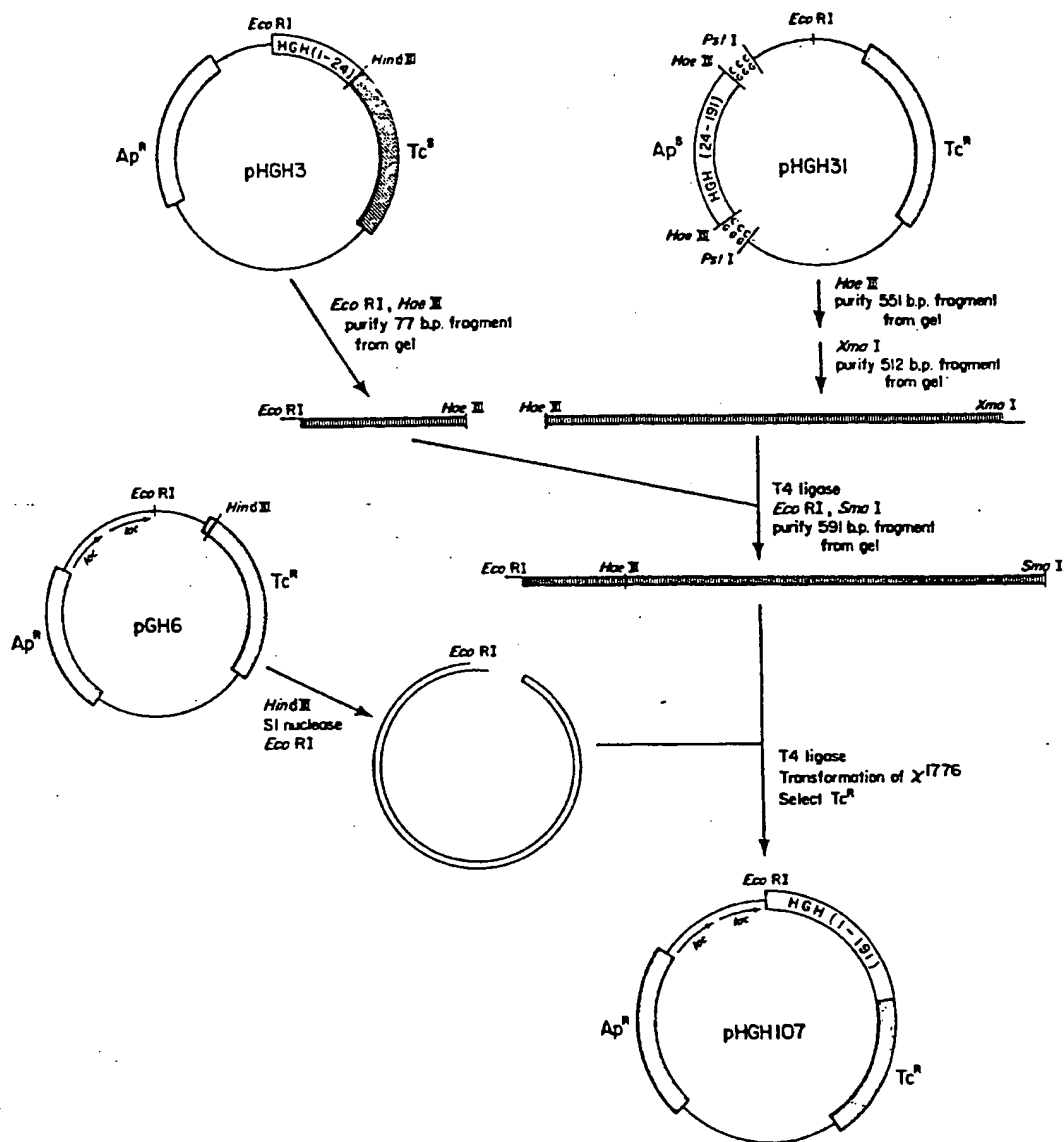 Eco RI
HGH (1-24)
Hind III
Ap^R
Tc^S
pHGH3
Eco RI
Pst I
Hae III
HGH (24-191)
Ap^S
Tc^R
pHGH31
Hae III
Pst I
Eco RI, Hae III
purify 77 b.p. fragment
from gel
Hae III
purify 551 b.p. fragment
from gel
Xma I
purify 512 b.p. fragment
from gel
Eco RI
Hae III
Hae III
Xma I
T4 ligase
Eco RI, Sma I
purify 591 b.p. fragment
from gel
Eco RI
Hind III
lac
lac
Ap^R
Tc^R
pGH6
Eco RI
Hae III
Sma I
Hind III
S1 nuclease
Eco RI
Eco RI
T4 ligase
Transformation of χ1776
Select Tc^R
Eco RI
lac
lac
HGH (1-191)
Ap^R
pHGH107
Tc^R